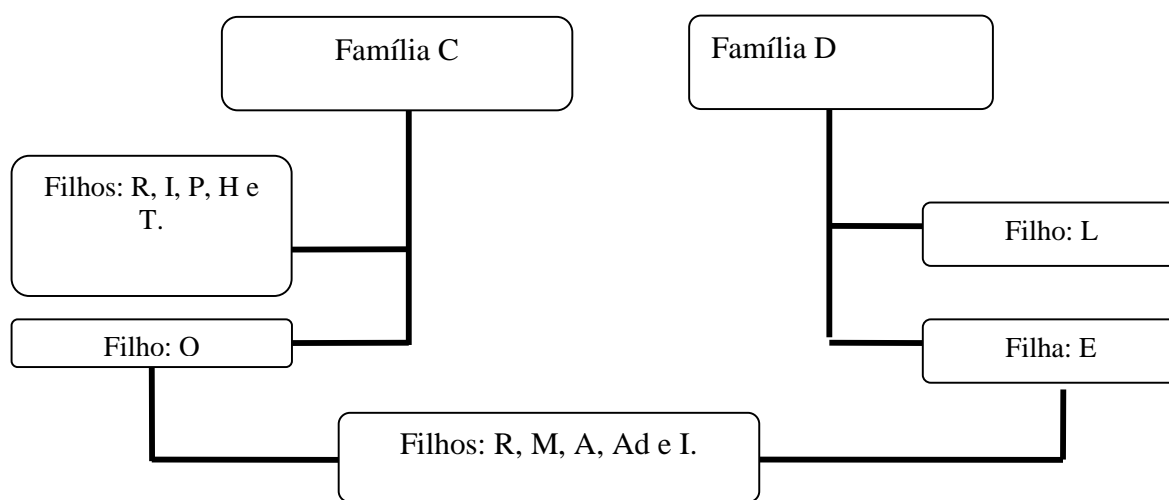 Família C
Família D
Filhos: R, I, P, H e
T.
Filho: L
Filho: O
Filha: E
Filhos: R, M, A, Ad e I.